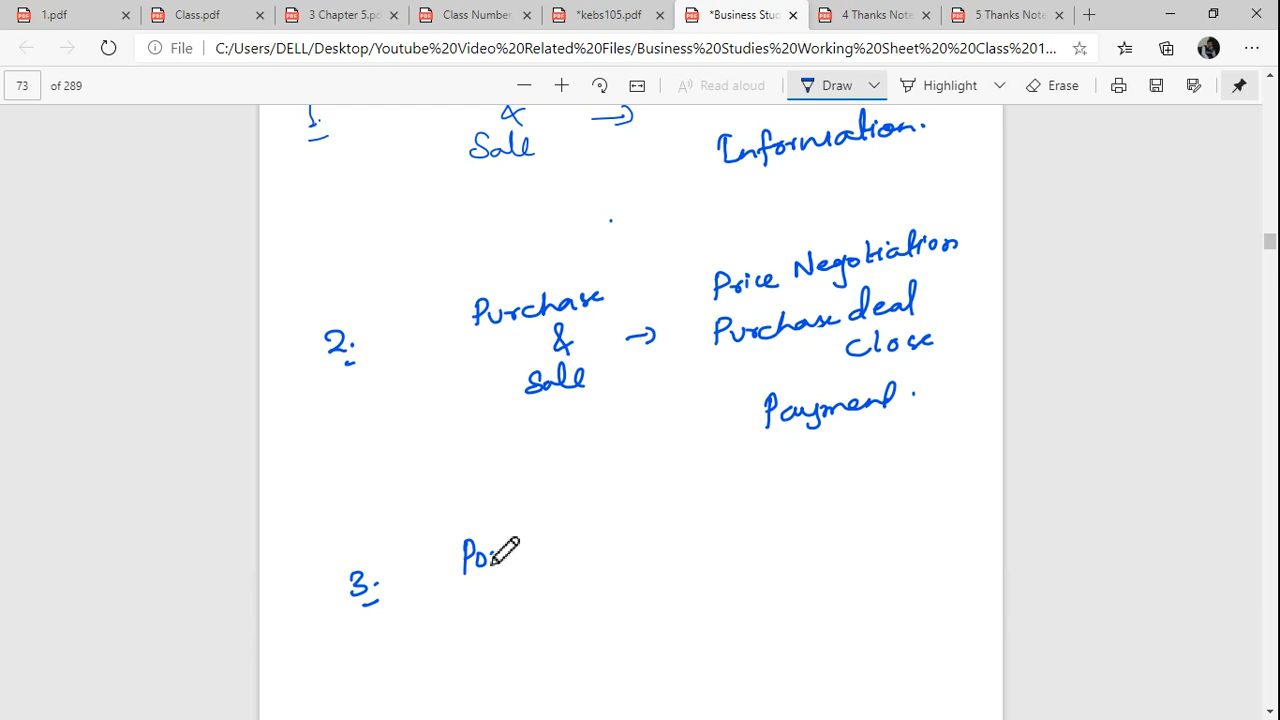 1.pdf
Class.pdf
3 Chapter 5.p
Class Number
*kebs105.pdf
*Business Stud
4 Thanks Note
5 Thanks Note
File
C:/Users/DELL/Desktop/Youtube%20Video%20Related%20Files/Business%20Studies%20Working%20Sheet%20%20Class%201...
73 of 289
Read aloud
Draw
Highlight
Erase
1.
&
Sale
→
Information.
2.
Purchase
&
Sale
→
Price Negotiation
Purchase deal
Close
Payment.
3.